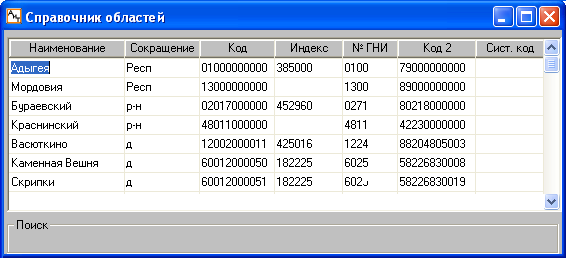 Справочник областей
Наименование Сокращение Код Индекс № ГНИ Код 2 Сист. код
Адыгея Респ 01000000000 385000 0100 79000000000
Мордовия Респ 13000000000 1300 89000000000
Бураевский р-н 02017000000 452960 0271 80218000000
Краснинский р-н 48011000000 4811 42230000000
Васюткино д 12002000011 425016 1224 88204805003
Каменная Вешня д 60012000050 182225 6025 58226830008
Скрипки д 60012000051 182225 6025 58226830019
Поиск